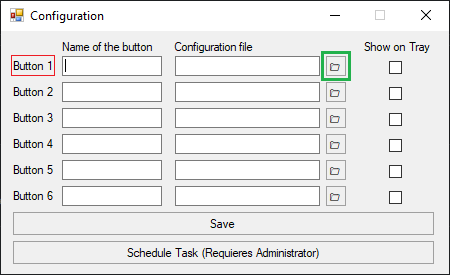 Configuration
Name of the button Configuration file Show on Tray
Button 1
Button 2
Button 3
Button 4
Button 5
Button 6
Save
Schedule Task (Requieres Administrator)